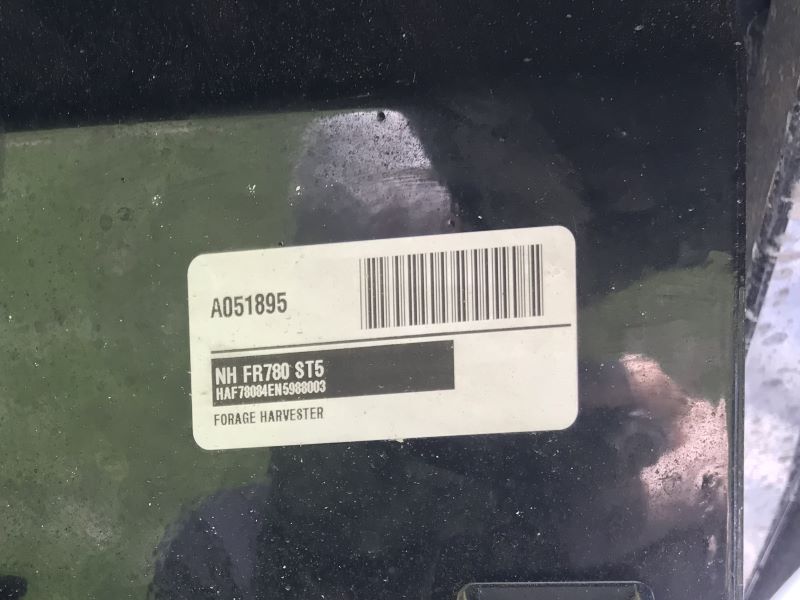 A051895
NH FR780 ST5
HAF78084EN5988003
FORAGE HARVESTER